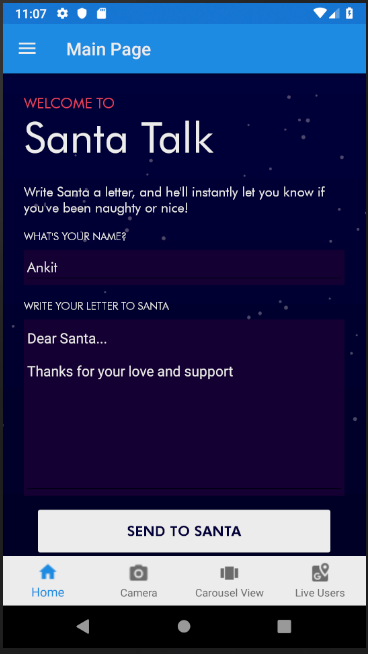 11:07
Main Page
WELCOME TO
Santa Talk
Write Santa a letter, and he'll instantly let you know if
you've been naughty or nice!
WHAT'S YOUR NAME?
Ankit
WRITE YOUR LETTER TO SANTA
Dear Santa...
Thanks for your love and support
SEND TO SANTA
Home Camera Carousel View Live Users